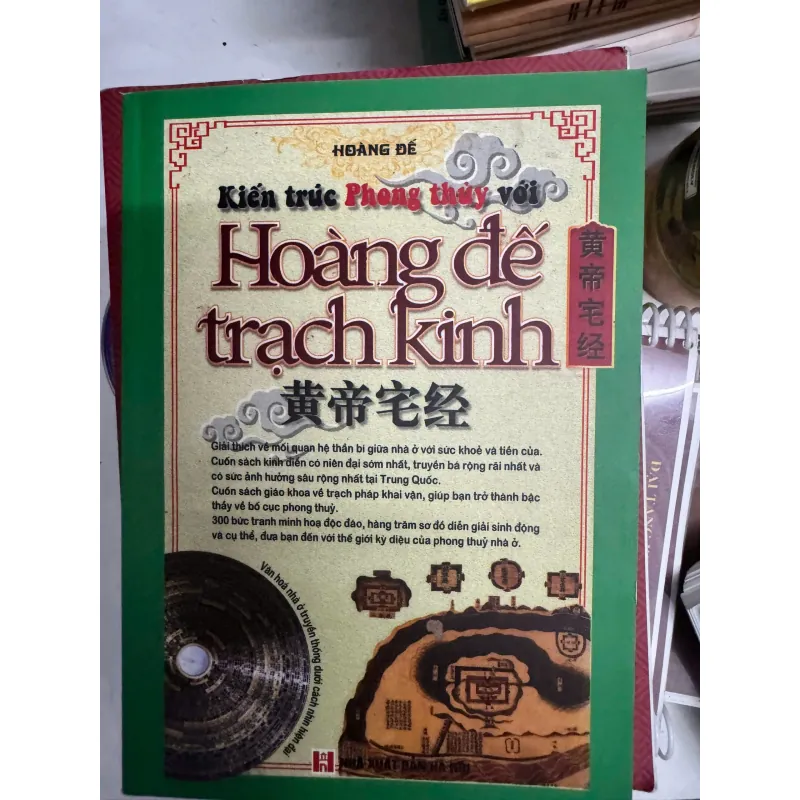 HOÀNG ĐẾ
Kiến trúc Phong thủy với
Hoàng đế
trạch kinh
黄帝宅经
黄帝宅经
Giải thích về mối quan hệ thần bí giữa nhà ở với sức khoẻ và tiền của.
Cuốn sách kinh điển có niên đại sớm nhất, truyền bá rộng rãi nhất và
có sức ảnh hưởng sâu rộng nhất tại Trung Quốc.
Cuốn sách giáo khoa về trạch pháp khai vận, giúp bạn trở thành bậc
thầy về bố cục phong thuỷ.
300 bức tranh minh hoạ độc đáo, hàng trăm sơ đồ diễn giải sinh động
và cụ thể, đưa bạn đến với thế giới kỳ diệu của phong thuỷ nhà ở.
Văn hoá nhà ở truyền thống dưới cách nhìn hiện đại
NHÀ XUẤT BẢN HÀ NỘI